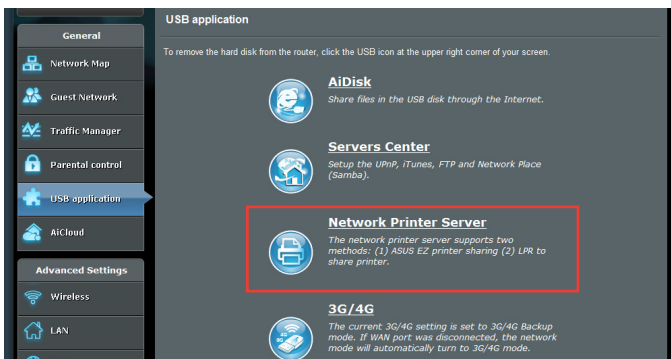 USB application
General
To remove the hard disk from the router, click the USB icon at the upper right corner of your screen.
Network Map
AiDisk
Share files in the USB disk through the Internet.
Guest Network
Traffic Manager
Servers Center
Setup the UPnP, iTunes, FTP and Network Place
(Samba).
Parental control
USB application
Network Printer Server
The network printer server supports two
methods: (1) ASUS EZ printer sharing (2) LPR to
share printer.
AiCloud
Advanced Settings
Wireless
3G/4G
The current 3G/4G setting is set to 3G/4G Backup
mode. If WAN port was disconnected, the network
mode will automatically turn to 3G/4G mode.
LAN